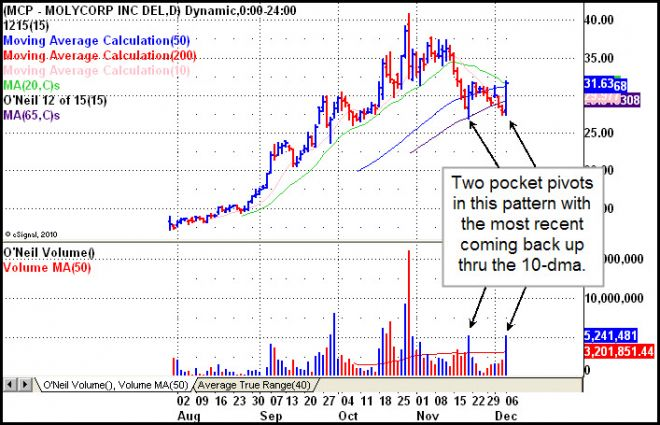 (MCP - MOLYCORP INC DEL,D) Dynamic,0:00-24:00
1215(15)
Moving Average Calculation(50)
Moving Average Calculation(200)
Moving Average Calculation(10)
MA(20,C)s
O'Neil 12 of 15(15)
MA(65,C)s
40.00
35.00
31.6368
308
25.00
Two pocket pivots
in this pattern with
the most recent
coming back up
thru the 10-dma.
© eSignal, 2010
O'Neil Volume()
Volume MA(50)
10,000,000
5,241,481
3,201,851.44
0
O'Neil Volume(), Volume MA(50)
Average True Range(40)
02 09 16 23 30 07 13 20 27 04 11 18 25 01 08 15 22 29 06
Aug Sep Oct Nov Dec